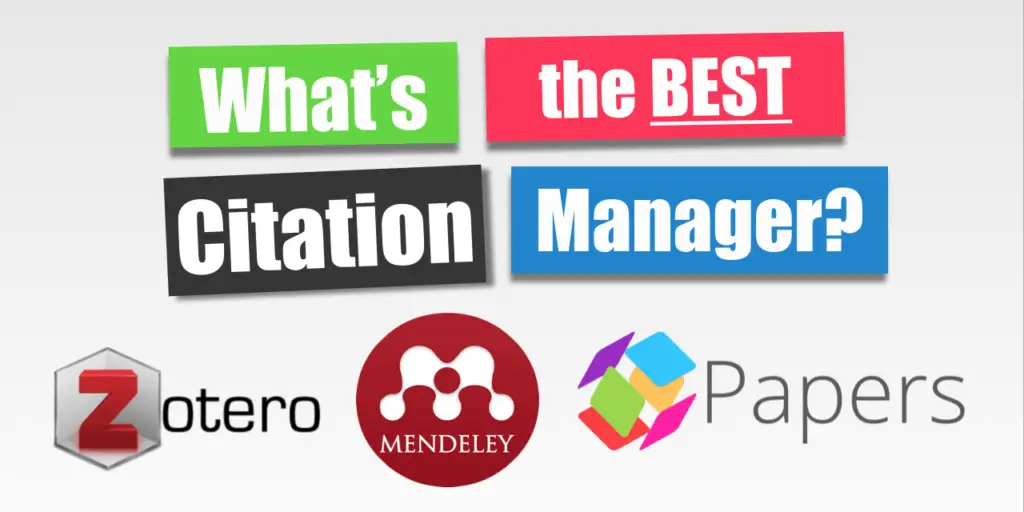 What's the BEST
Citation Manager?
Zotero MENDELEY Papers